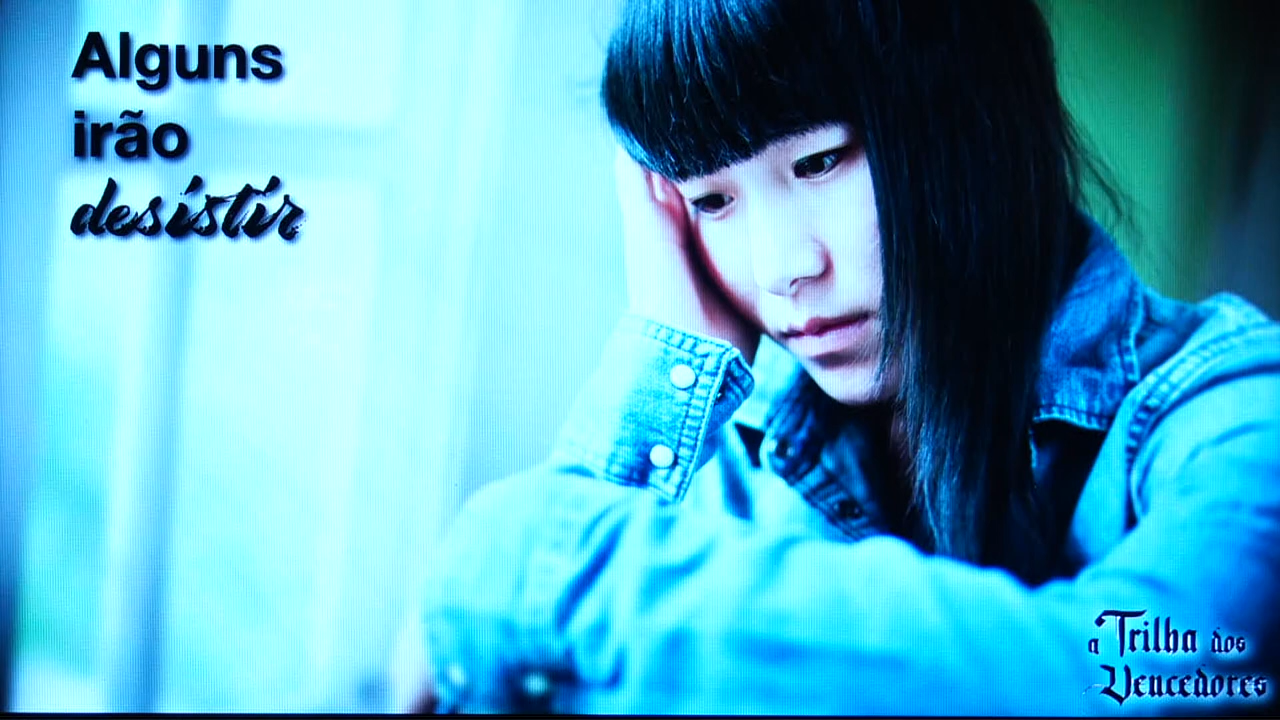 Alguns
irão
desistir
a Trilha dos
Vencedores